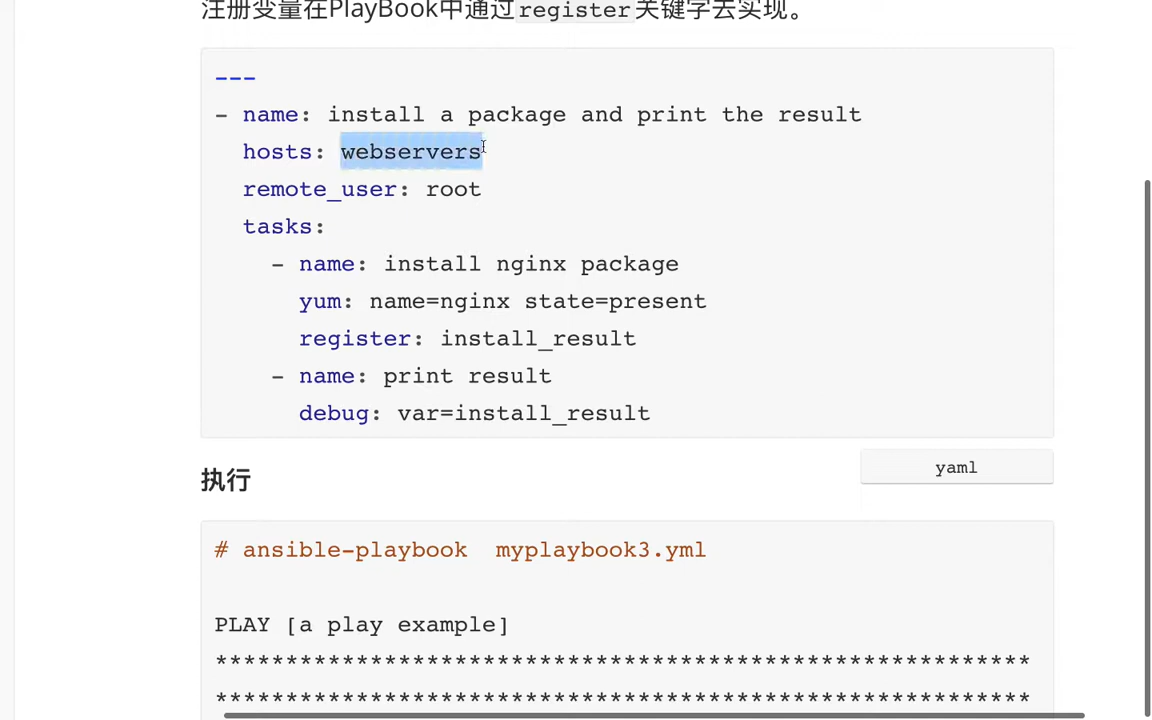 注册变量在PlayBook中通过register关键字去实现。
---
- name: install a package and print the result
  hosts: webservers
  remote_user: root
  tasks:
    - name: install nginx package
      yum: name=nginx state=present
      register: install_result
    - name: print result
      debug: var=install_result
yaml
执行
# ansible-playbook  myplaybook3.yml

PLAY [a play example]
**********************************************************
**********************************************************